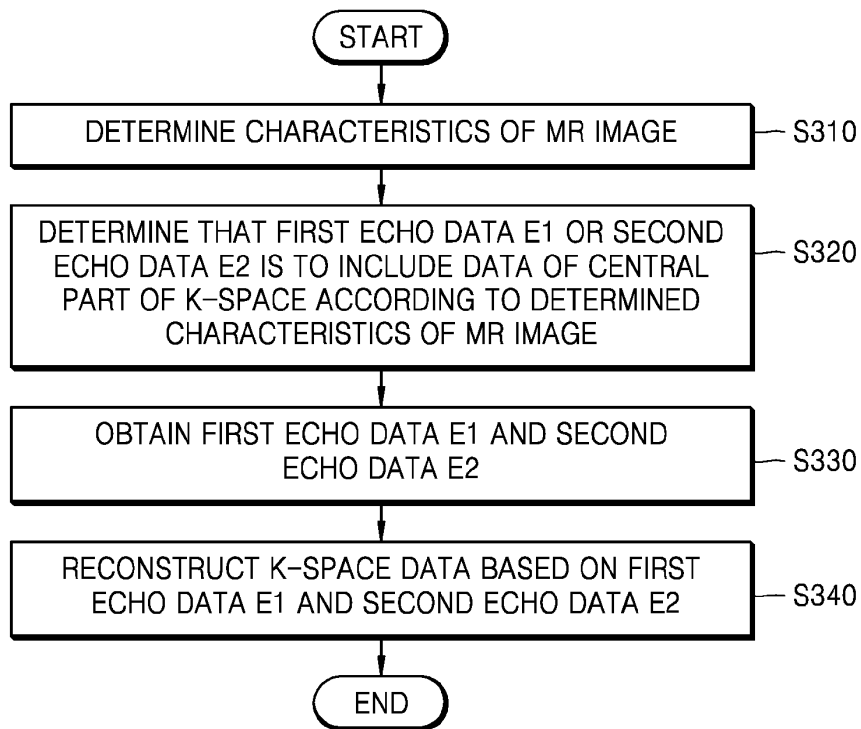 START
DETERMINE CHARACTERISTICS OF MR IMAGE
S310
DETERMINE THAT FIRST ECHO DATA E1 OR SECOND
ECHO DATA E2 IS TO INCLUDE DATA OF CENTRAL
PART OF K-SPACE ACCORDING TO DETERMINED
CHARACTERISTICS OF MR IMAGE
S320
OBTAIN FIRST ECHO DATA E1 AND SECOND
ECHO DATA E2
S330
RECONSTRUCT K-SPACE DATA BASED ON FIRST
ECHO DATA E1 AND SECOND ECHO DATA E2
S340
END